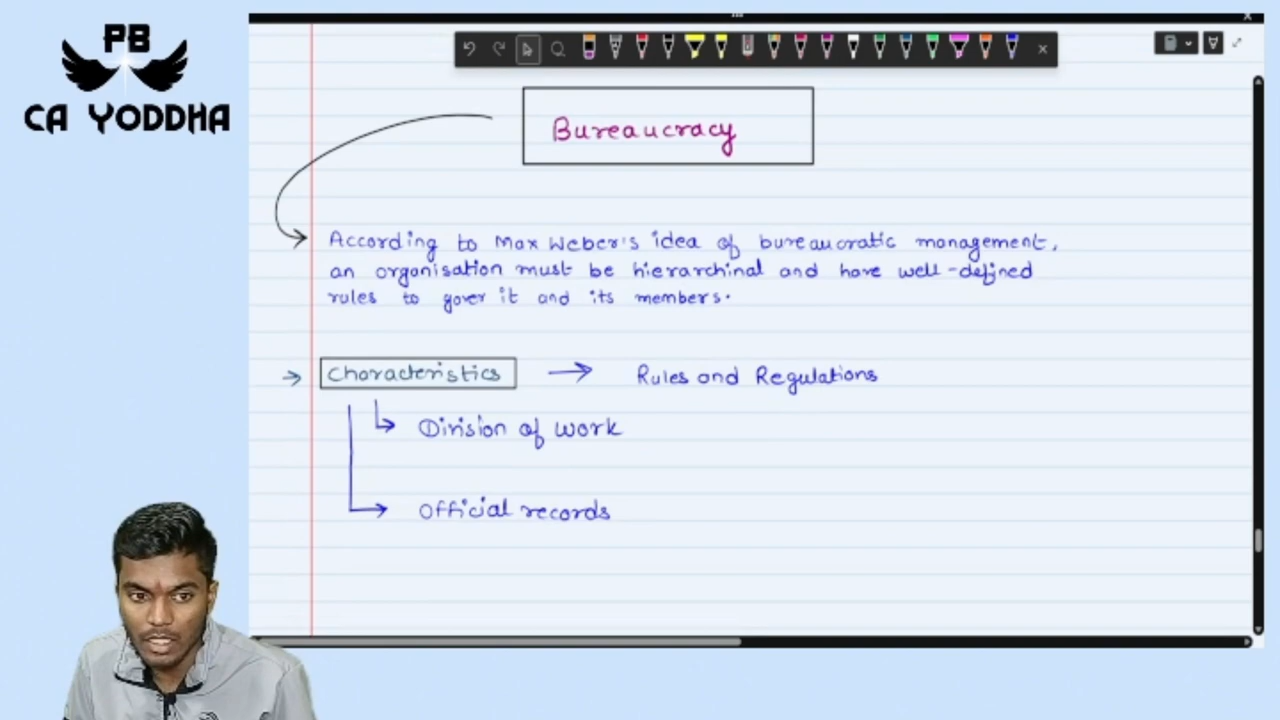 PB
CA YODDHA
Bureaucracy
According to Max Weber's idea of bureaucratic management,
an organisation must be hierarchinal and have well-defined
rules to gover it and its members.
Characteristics → Rules and Regulations
Division of work
Official records